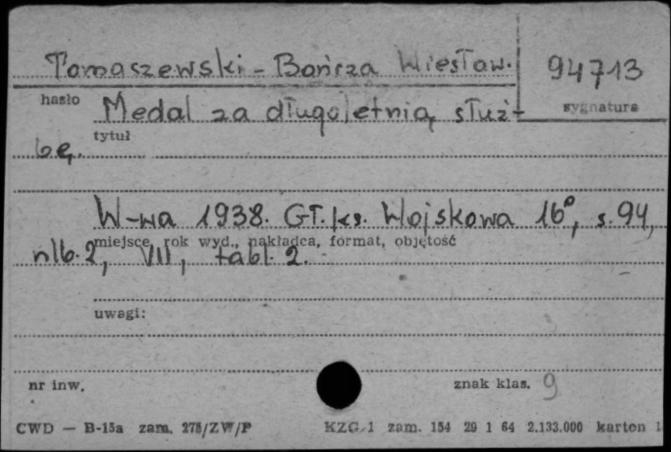 Tomaszewski-Bończa Wiesław.
94713
hasło
sygnatura
Medal za długoletnią służ-
tytuł
bę.
W-wa 1938. Gł. ks. Wojskowa 16°, s. 94,
miejsce, rok wyd., nakładca, format, objętość
nlb. 2, VII, tabl. 2.
uwagi:
nr inw.
znak klas. 9
CWD — B-15a zam. 278/ZW/P
KZG 1 zam. 154 29 1 64 2.133.000 karton 1